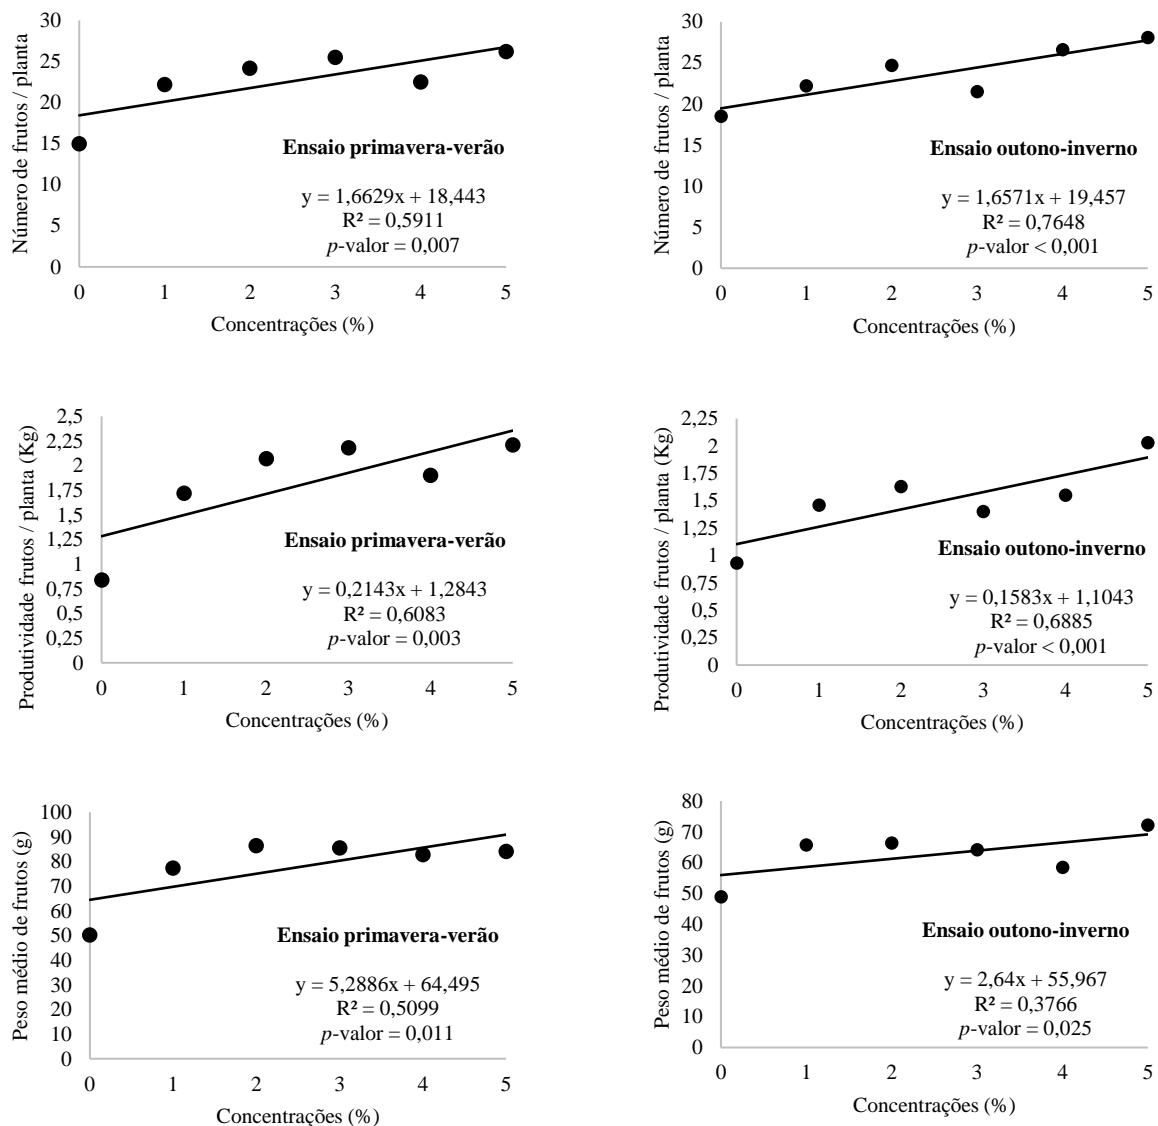 Número de frutos / planta
30
25
20
15
10
5
0
Ensaio primavera-verão
y = 1,6629x + 18,443
R² = 0,5911
p-valor = 0,007
0 1 2 3 4 5
Concentrações (%)
Número de frutos / planta
30
25
20
15
10
5
0
Ensaio outono-inverno
y = 1,6571x + 19,457
R² = 0,7648
p-valor < 0,001
0 1 2 3 4 5
Concentrações (%)
Produtividade frutos / planta (Kg)
2,5
2,25
2
1,75
1,5
1,25
1
0,75
0,5
0,25
0
Ensaio primavera-verão
y = 0,2143x + 1,2843
R² = 0,6083
p-valor = 0,003
0 1 2 3 4 5
Concentrações (%)
Produtividade frutos / planta (Kg)
2,25
2
1,75
1,5
1,25
1
0,75
0,5
0,25
0
Ensaio outono-inverno
y = 0,1583x + 1,1043
R² = 0,6885
p-valor < 0,001
0 1 2 3 4 5
Concentrações (%)
Peso médio de frutos (g)
100
90
80
70
60
50
40
30
20
10
0
Ensaio primavera-verão
y = 5,2886x + 64,495
R² = 0,5099
p-valor = 0,011
0 1 2 3 4 5
Concentrações (%)
Peso médio de frutos (g)
80
70
60
50
40
30
20
10
0
Ensaio outono-inverno
y = 2,64x + 55,967
R² = 0,3766
p-valor = 0,025
0 1 2 3 4 5
Concentrações (%)